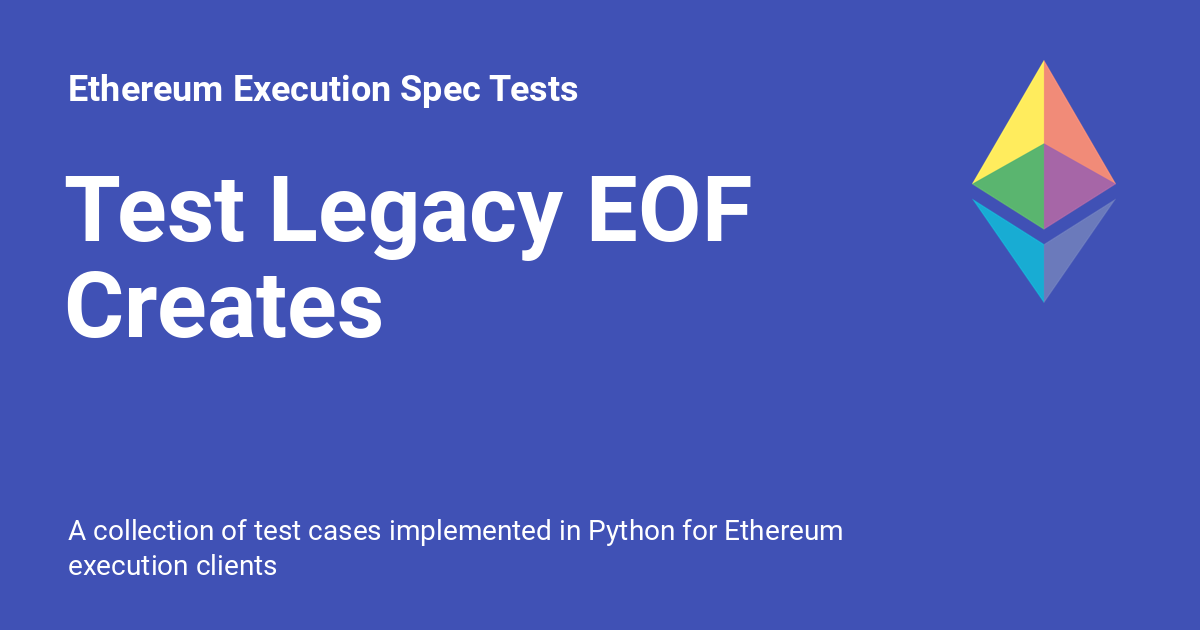 Ethereum Execution Spec Tests
Test Legacy EOF
Creates
A collection of test cases implemented in Python for Ethereum
execution clients